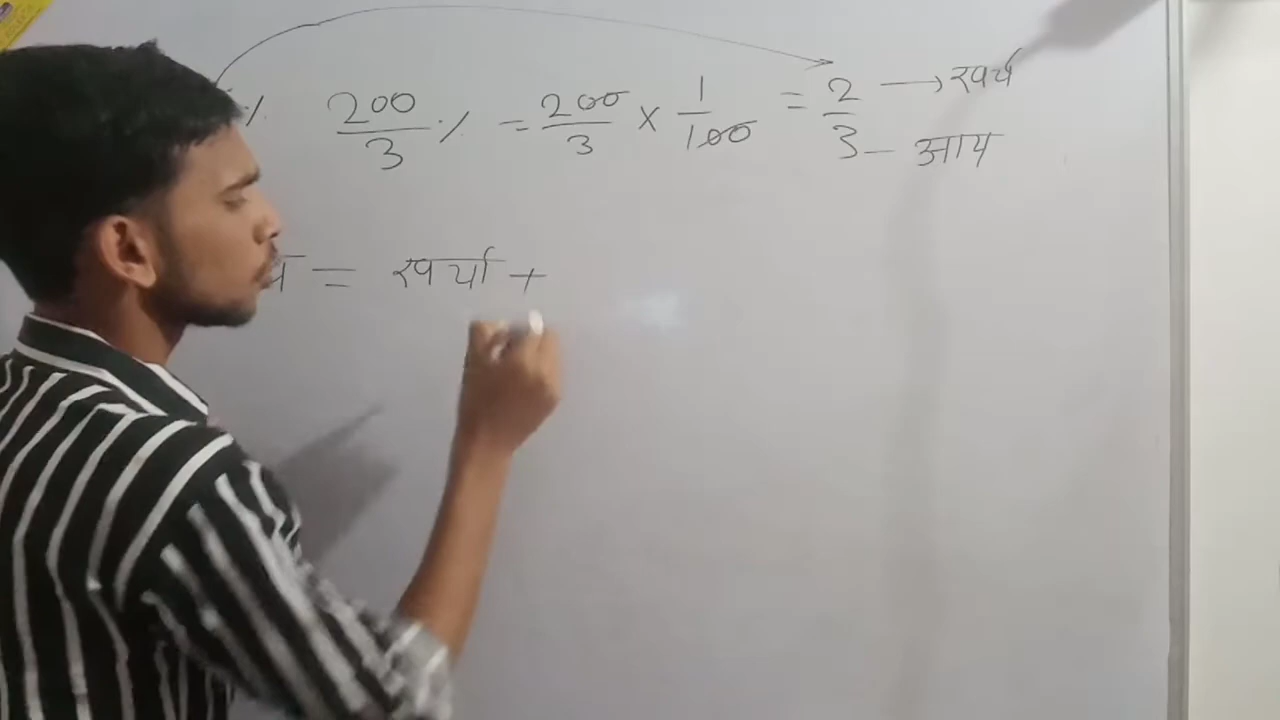 % 200/3 % = 200/3 × 1/100 = 2/3 → खर्च
– आय
= खर्चा +